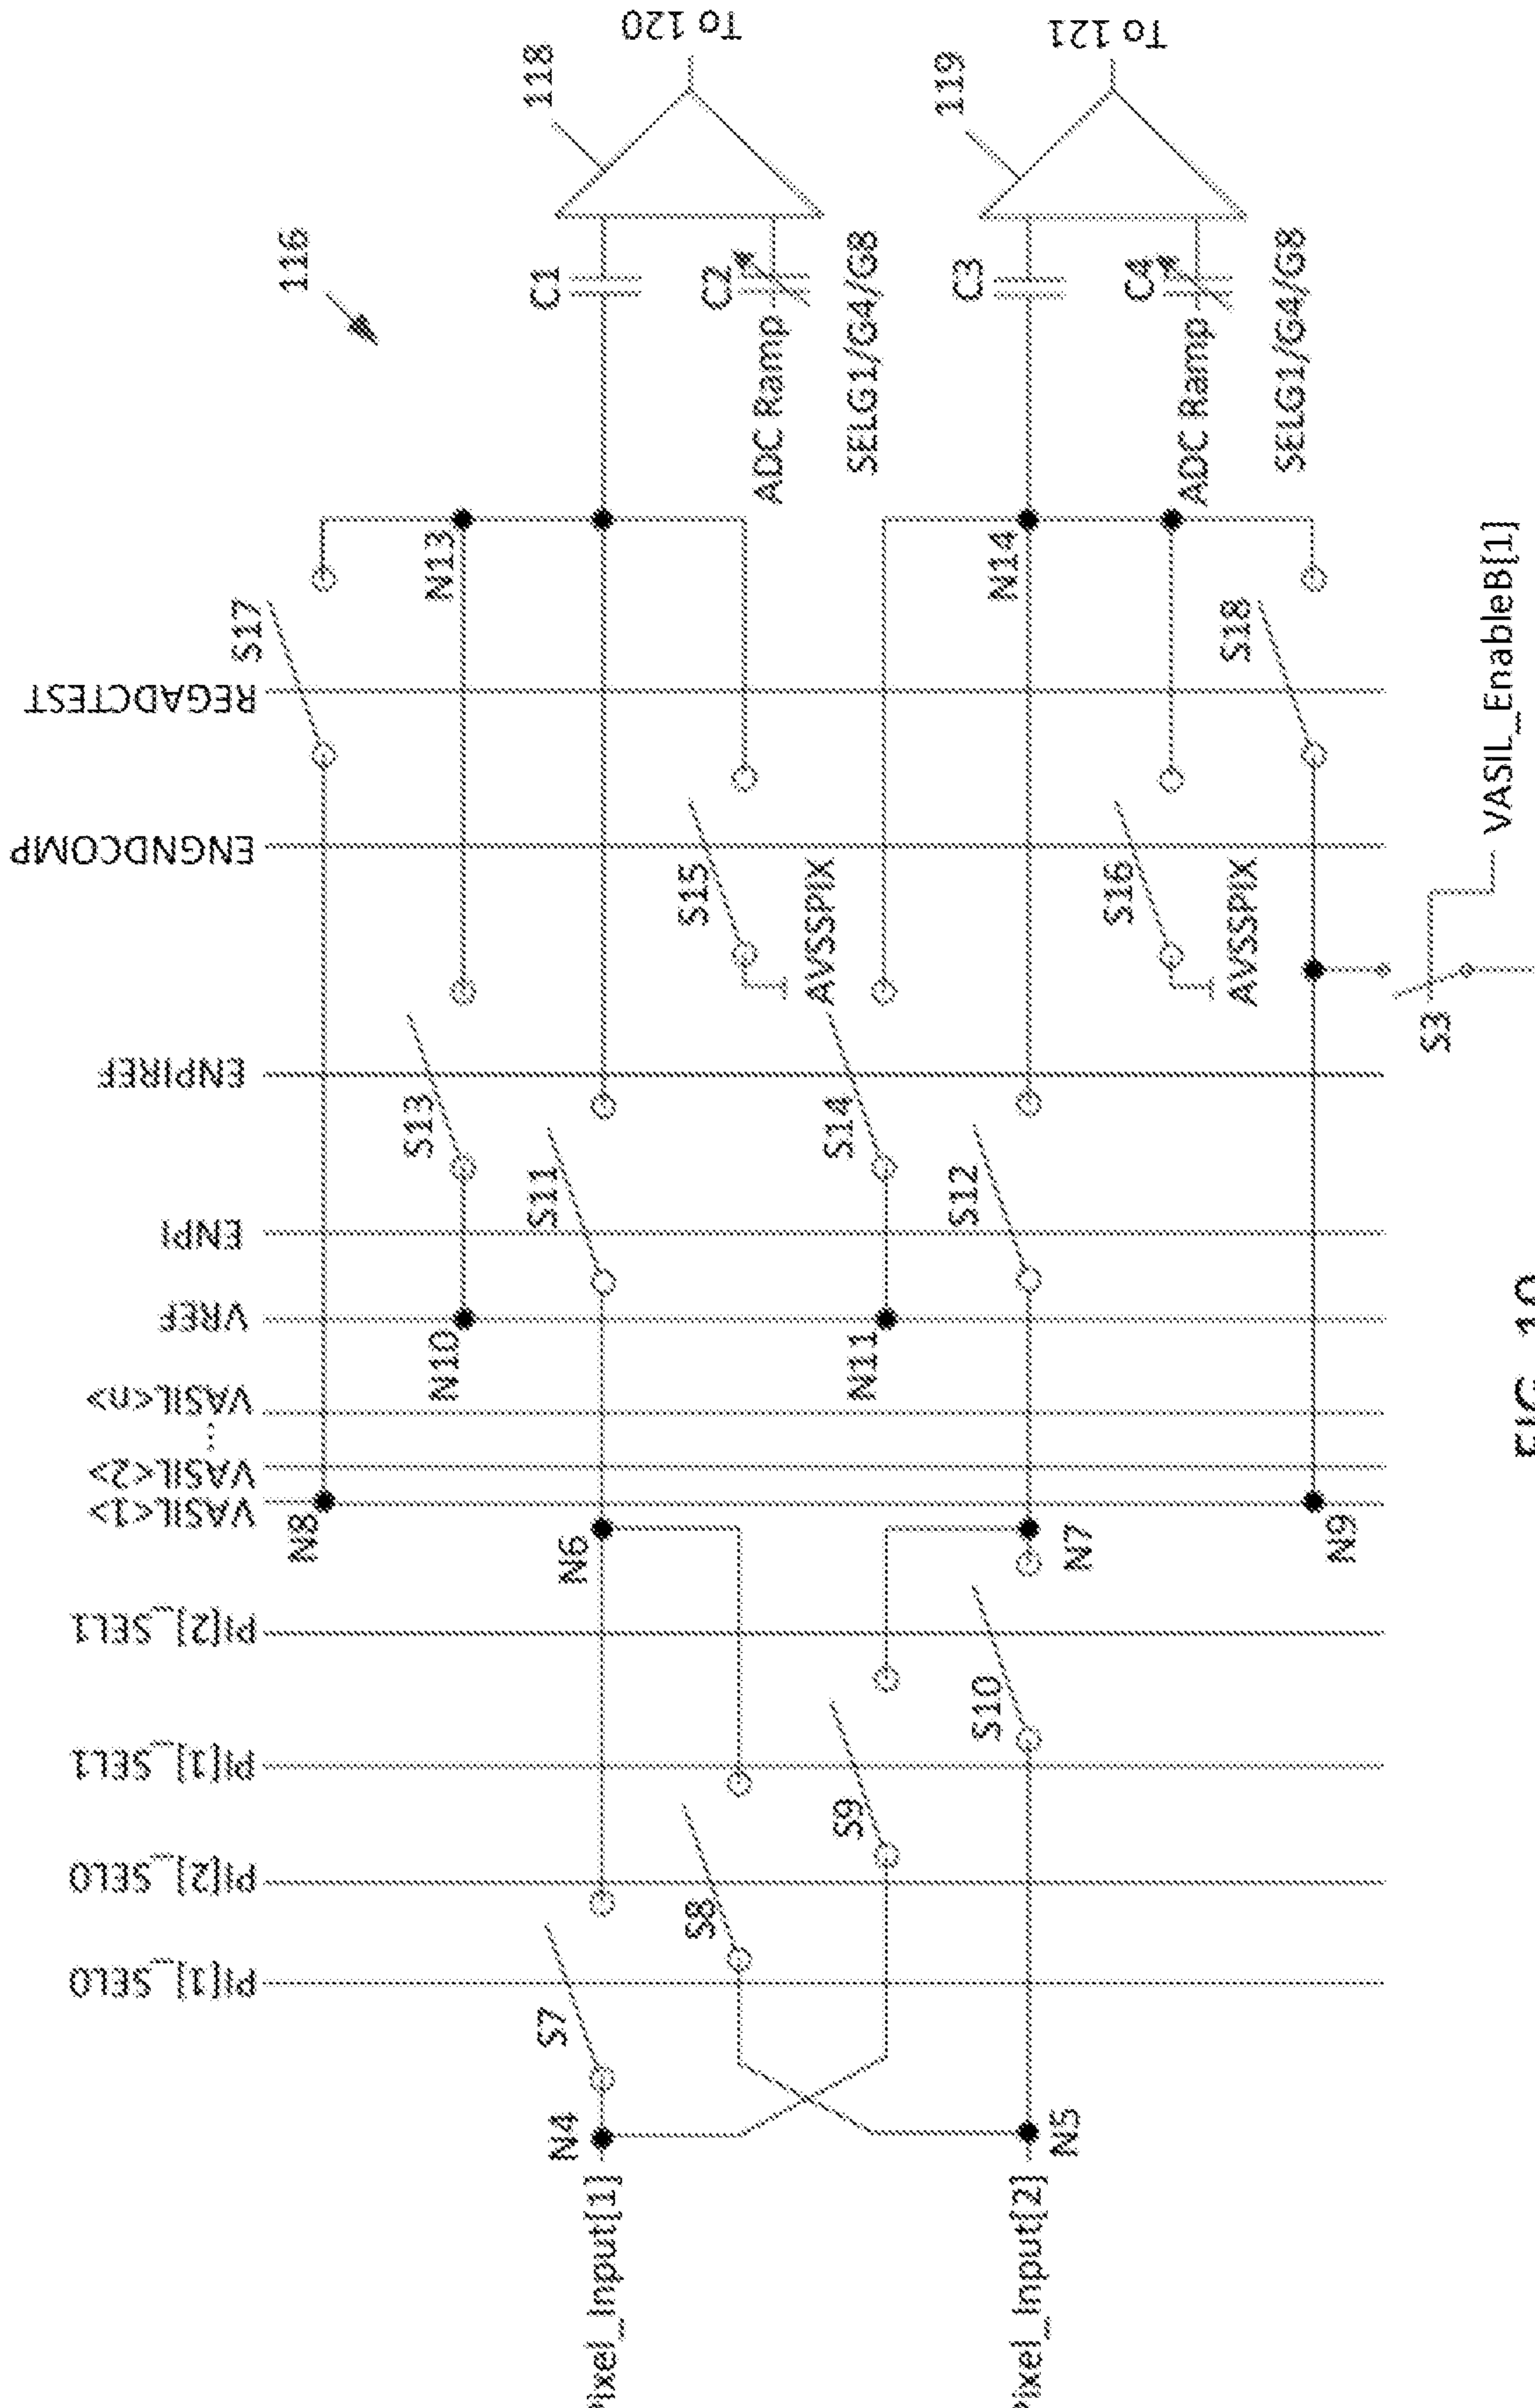 PI[1]_SEL0
PI[2]_SEL0
PI[1]_SEL1
PI[2]_SEL1
VASIL<1>
VASIL<2>
...
VASIL<n>
VREF
ENPI
ENPIREF
ENGNDCOMP
REGADCTEST
116
N8
S17
N10
S13
N13
Pixel_Input[1]
N4
S7
N6
S11
C1
118
To 120
S8
S15
AVSSPIX
C2
ADC Ramp
SELG1/G4/G8
S9
N11
S14
Pixel_Input[2]
N5
S10
N7
S12
N14
C3
119
To 121
S16
AVSSPIX
C4
ADC Ramp
SELG1/G4/G8
N9
S18
S3
VASIL_EnableB[1]